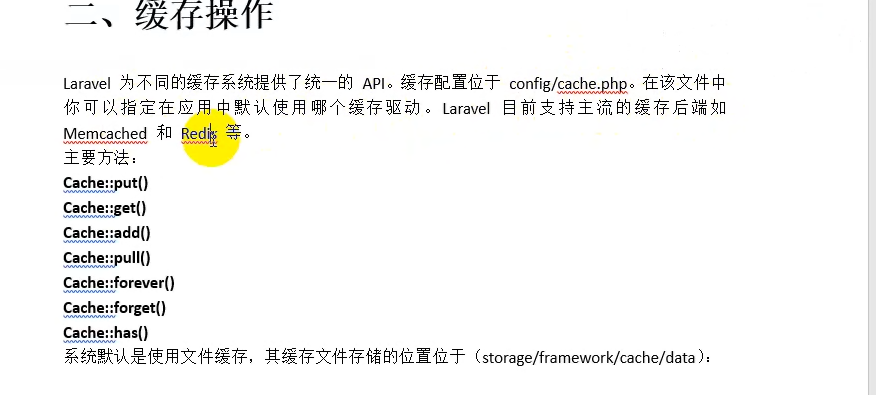 二、缓存操作
Laravel 为不同的缓存系统提供了统一的 API。缓存配置位于 config/cache.php。在该文件中
你可以指定在应用中默认使用哪个缓存驱动。Laravel 目前支持主流的缓存后端如
Memcached 和 Redis 等。
主要方法：
Cache::put()
Cache::get()
Cache::add()
Cache::pull()
Cache::forever()
Cache::forget()
Cache::has()
系统默认是使用文件缓存，其缓存文件存储的位置位于（storage/framework/cache/data）：